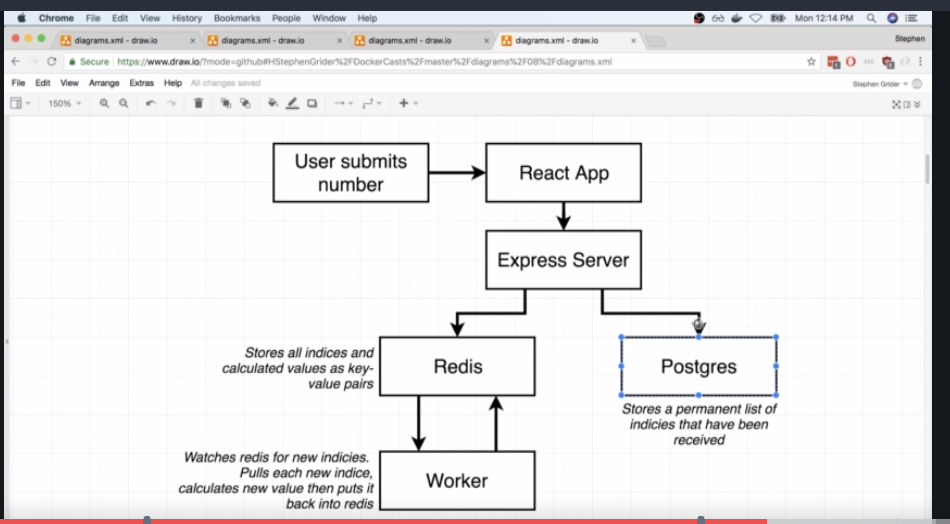 Chrome File Edit View History Bookmarks People Window Help
Mon 12:14 PM
diagrams.xml - draw.io
diagrams.xml - draw.io
diagrams.xml - draw.io
diagrams.xml - draw.io
Stephen
Secure https://www.draw.io/?mode=github#HStephenGrider%2FDockerCasts%2Fmaster%2Fdiagrams%2F08%2Fdiagrams.xml
File Edit View Arrange Extras Help All changes saved
Stephen Grider
150%
User submits
number
React App
Express Server
Stores all indices and
calculated values as key-
value pairs
Redis
Postgres
Stores a permanent list of
indicies that have been
received
Watches redis for new indicies.
Pulls each new indice,
calculates new value then puts it
back into redis
Worker